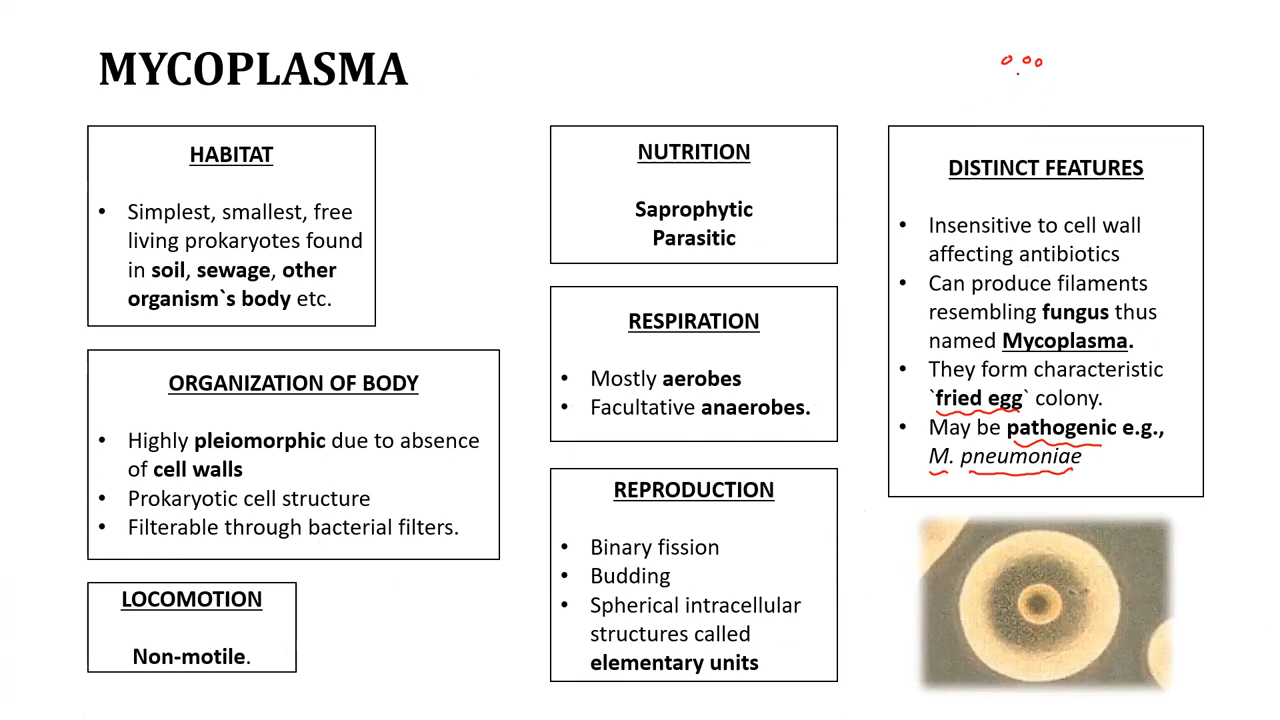 MYCOPLASMA
HABITAT
• Simplest, smallest, free
living prokaryotes found
in soil, sewage, other
organism`s body etc.
ORGANIZATION OF BODY
• Highly pleiomorphic due to absence
of cell walls
• Prokaryotic cell structure
• Filterable through bacterial filters.
LOCOMOTION
Non-motile.
NUTRITION
Saprophytic
Parasitic
RESPIRATION
• Mostly aerobes
• Facultative anaerobes.
REPRODUCTION
• Binary fission
• Budding
• Spherical intracellular
structures called
elementary units
DISTINCT FEATURES
• Insensitive to cell wall
affecting antibiotics
• Can produce filaments
resembling fungus thus
named Mycoplasma.
• They form characteristic
`fried egg` colony.
• May be pathogenic e.g.,
M. pneumoniae